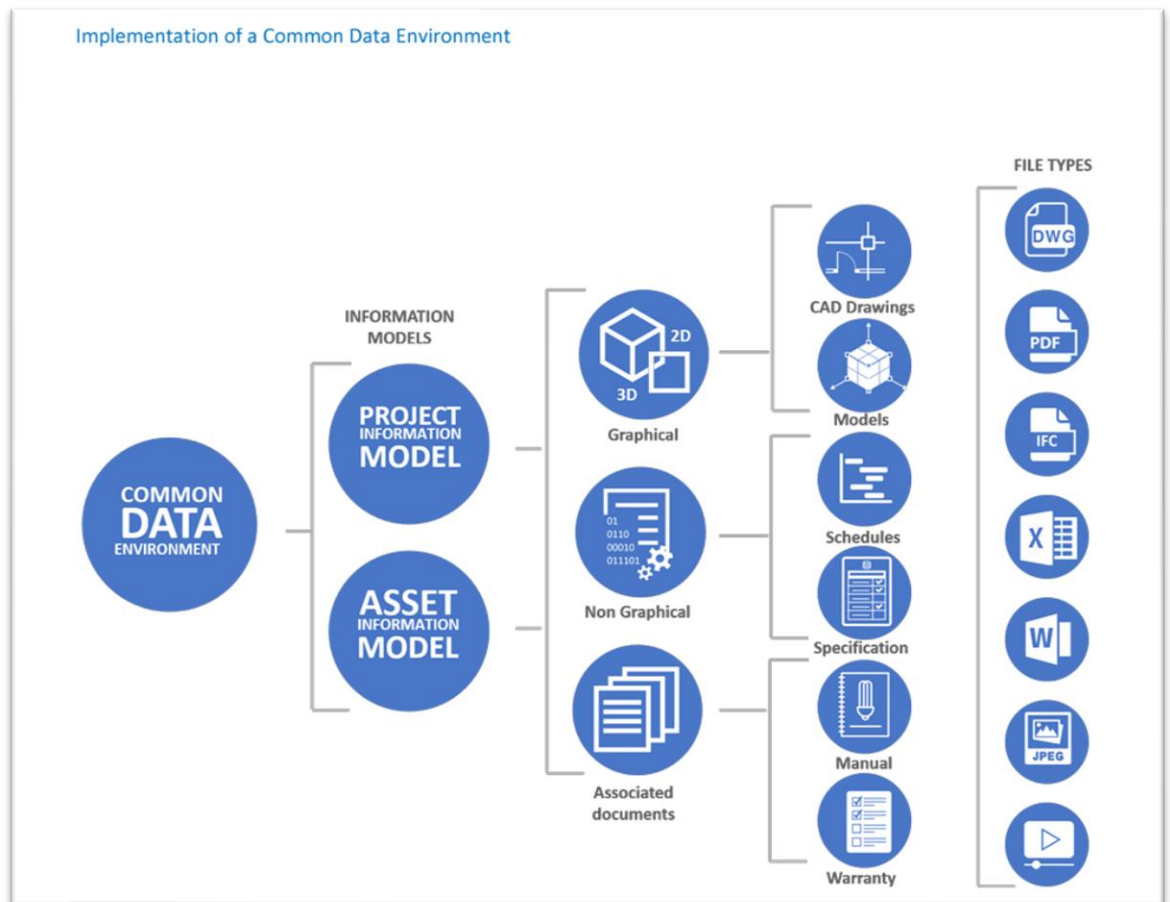 Implementation of a Common Data Environment
COMMON
DATA
ENVIRONMENT
INFORMATION
MODELS
PROJECT
INFORMATION
MODEL
ASSET
INFORMATION
MODEL
2D
3D
Graphical
01
0110
00010
011101
Non Graphical
Associated
documents
CAD Drawings
Models
Schedules
Specification
Manual
Warranty
FILE TYPES
DWG
PDF
IFC
X
W
JPEG